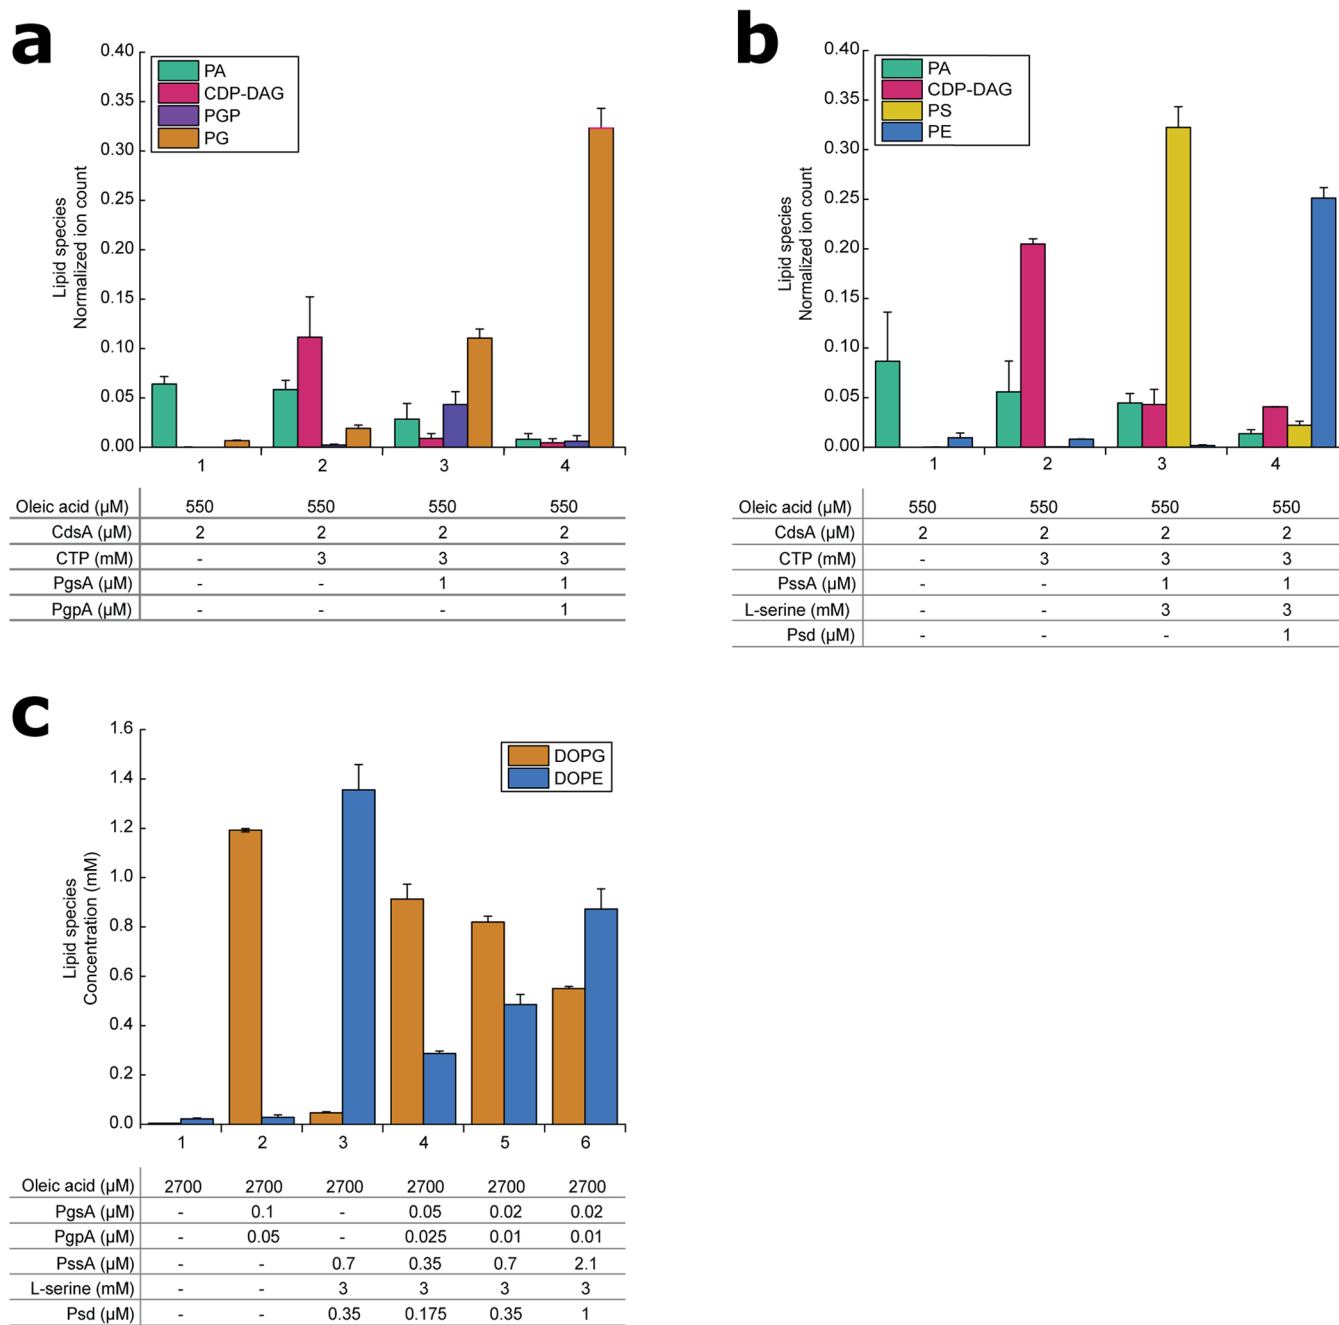 a
Lipid species
Normalized ion count
0.40
0.35
0.30
0.25
0.20
0.15
0.10
0.05
0.00
PA
CDP-DAG
PGP
PG
1 2 3 4
Oleic acid (µM) 550 550 550 550
CdsA (µM) 2 2 2 2
CTP (mM) - 3 3 3
PgsA (µM) - - 1 1
PgpA (µM) - - - 1
b
Lipid species
Normalized ion count
0.40
0.35
0.30
0.25
0.20
0.15
0.10
0.05
0.00
PA
CDP-DAG
PS
PE
1 2 3 4
Oleic acid (µM) 550 550 550 550
CdsA (µM) 2 2 2 2
CTP (mM) - 3 3 3
PssA (µM) - - 1 1
L-serine (mM) - - 3 3
Psd (µM) - - - 1
c
Lipid species
Concentration (mM)
1.6
1.4
1.2
1.0
0.8
0.6
0.4
0.2
0.0
DOPG
DOPE
1 2 3 4 5 6
Oleic acid (µM) 2700 2700 2700 2700 2700 2700
PgsA (µM) - 0.1 - 0.05 0.02 0.02
PgpA (µM) - 0.05 - 0.025 0.01 0.01
PssA (µM) - - 0.7 0.35 0.7 2.1
L-serine (mM) - - 3 3 3 3
Psd (µM) - - 0.35 0.175 0.35 1